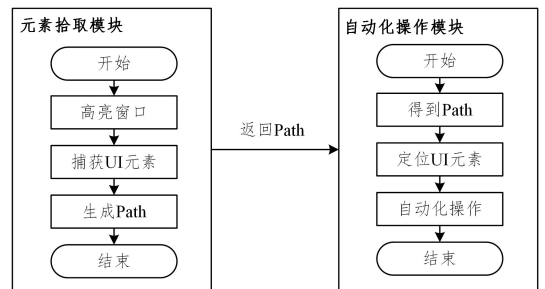 元素拾取模块
开始
高亮窗口
捕获UI元素
生成Path
结束
返回Path
自动化操作模块
开始
得到Path
定位UI元素
自动化操作
结束